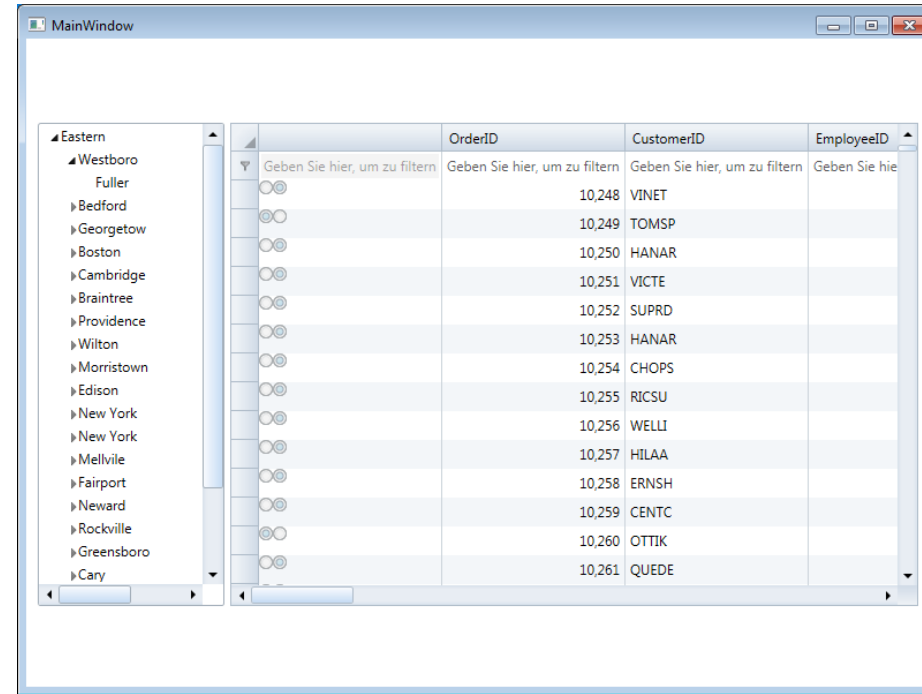 MainWindow
Eastern
Westboro
Fuller
Bedford
Georgetow
Boston
Cambridge
Braintree
Providence
Wilton
Morristown
Edison
New York
New York
Mellvile
Fairport
Neward
Rockville
Greensboro
Cary
OrderID CustomerID EmployeeID
Geben Sie hier, um zu filtern Geben Sie hier, um zu filtern Geben Sie hier, um zu filtern Geben Sie hie
10,248 VINET
10,249 TOMSP
10,250 HANAR
10,251 VICTE
10,252 SUPRD
10,253 HANAR
10,254 CHOPS
10,255 RICSU
10,256 WELLI
10,257 HILAA
10,258 ERNSH
10,259 CENTC
10,260 OTTIK
10,261 QUEDE